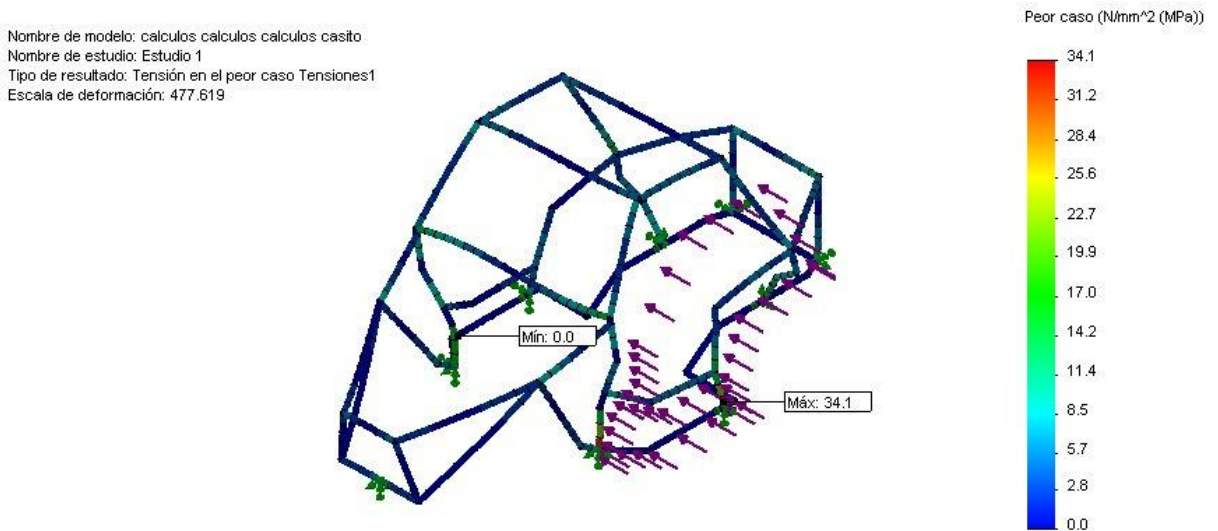 Nombre de modelo: calculos calculos calculos casito
Nombre de estudio: Estudio 1
Tipo de resultado: Tensión en el peor caso Tensiones1
Escala de deformación: 477.619
Peor caso (N/mm^2 (MPa))
34.1
31.2
28.4
25.6
22.7
19.9
17.0
14.2
11.4
8.5
5.7
2.8
0.0
Mín: 0.0
Máx: 34.1